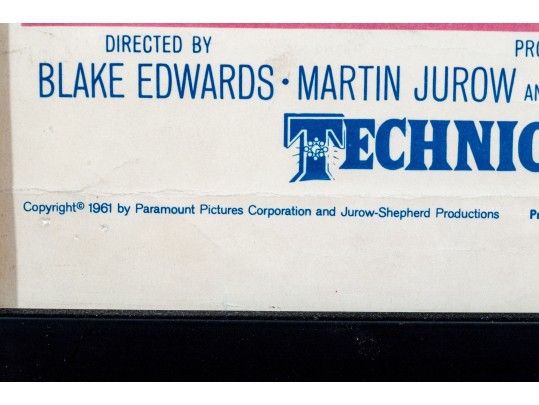 DIRECTED BY
BLAKE EDWARDS · MARTIN JUROW
TECHNIC
Copyright© 1961 by Paramount Pictures Corporation and Jurow-Shepherd Productions